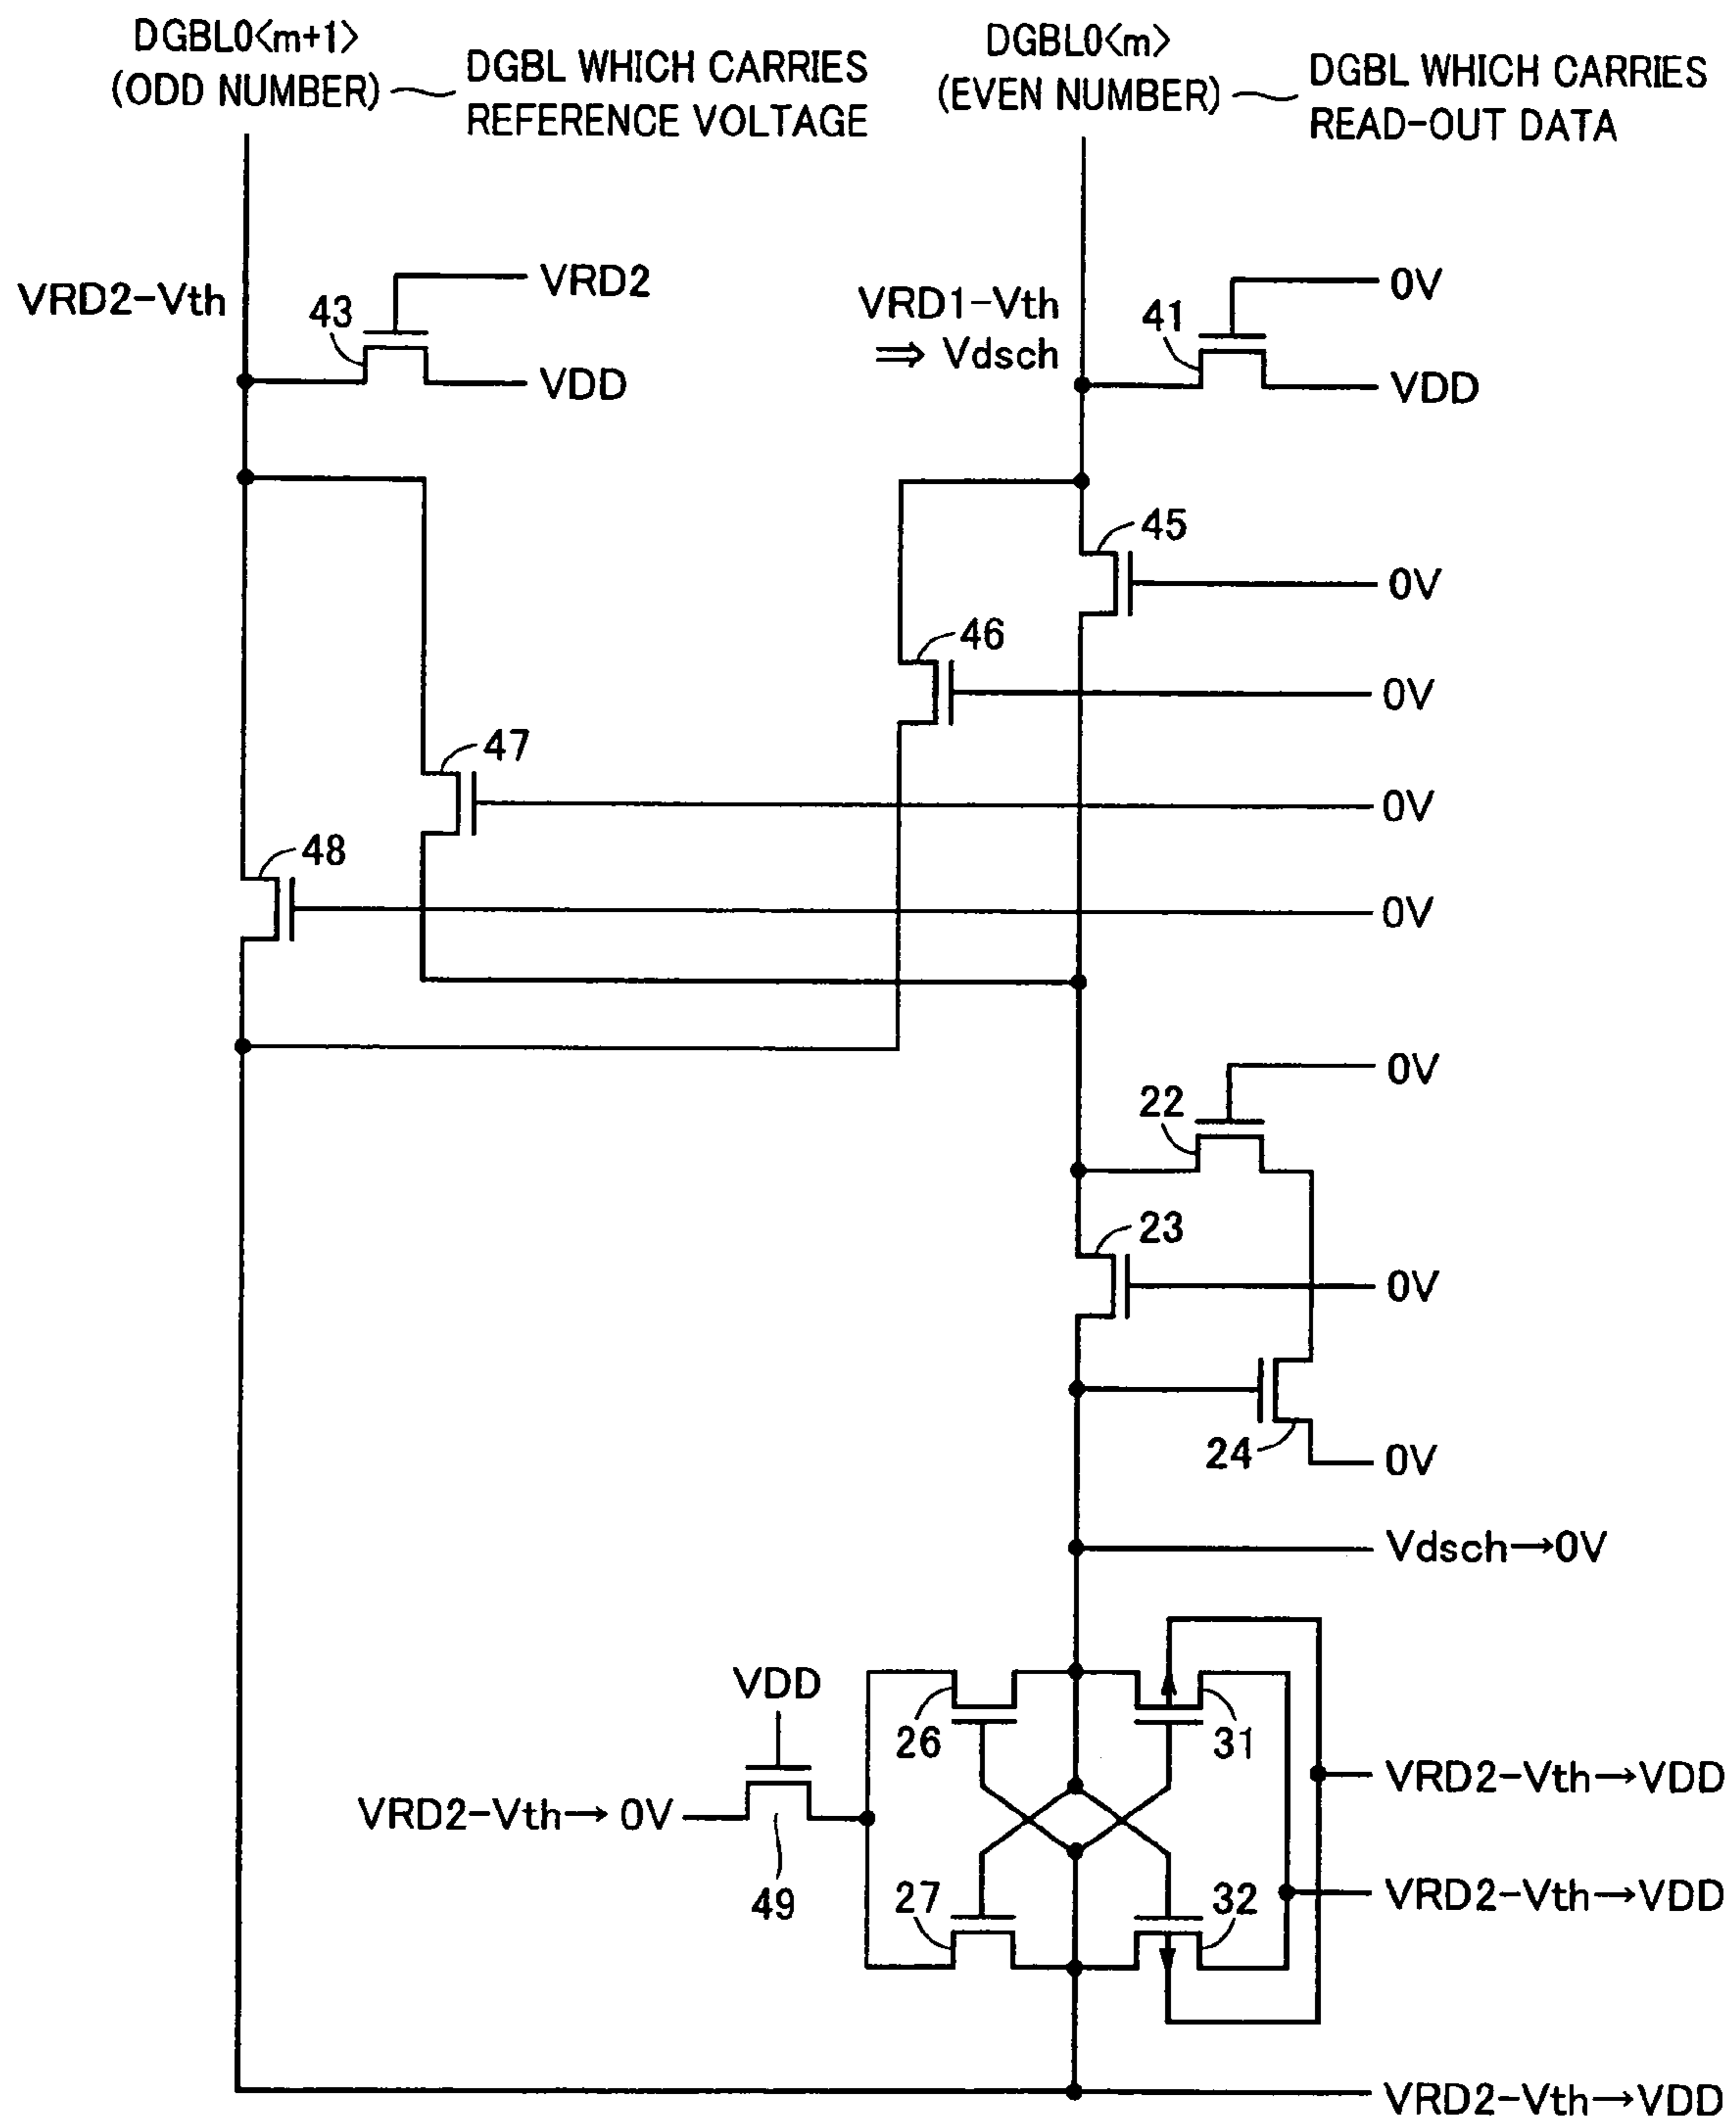 DGBL0<m+1>
(ODD NUMBER)
DGBL WHICH CARRIES
REFERENCE VOLTAGE
DGBL0<m>
(EVEN NUMBER)
DGBL WHICH CARRIES
READ-OUT DATA
VRD2-Vth
43
VRD2
VDD
VRD1-Vth
⇒ Vdsch
41
0V
VDD
45
0V
46
0V
47
0V
48
0V
0V
22
23
0V
24
0V
Vdsch→0V
VDD
26
31
VRD2-Vth→VDD
VRD2-Vth→0V
49
27
32
VRD2-Vth→VDD
VRD2-Vth→VDD